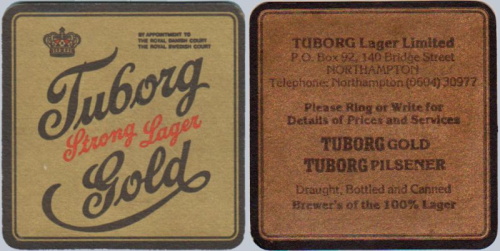 BY APPOINTMENT TO
THE ROYAL DANISH COURT
THE ROYAL SWEDISH COURT
Tuborg
Strong Lager
Gold
TUBORG Lager Limited
P.O. Box 92, 140 Bridge Street
NORTHAMPTON
Telephone: Northampton (0604) 30977
Please Ring or Write for
Details of Prices and Services
TUBORG GOLD
TUBORG PILSENER
Draught, Bottled and Canned
Brewer's of the 100% Lager